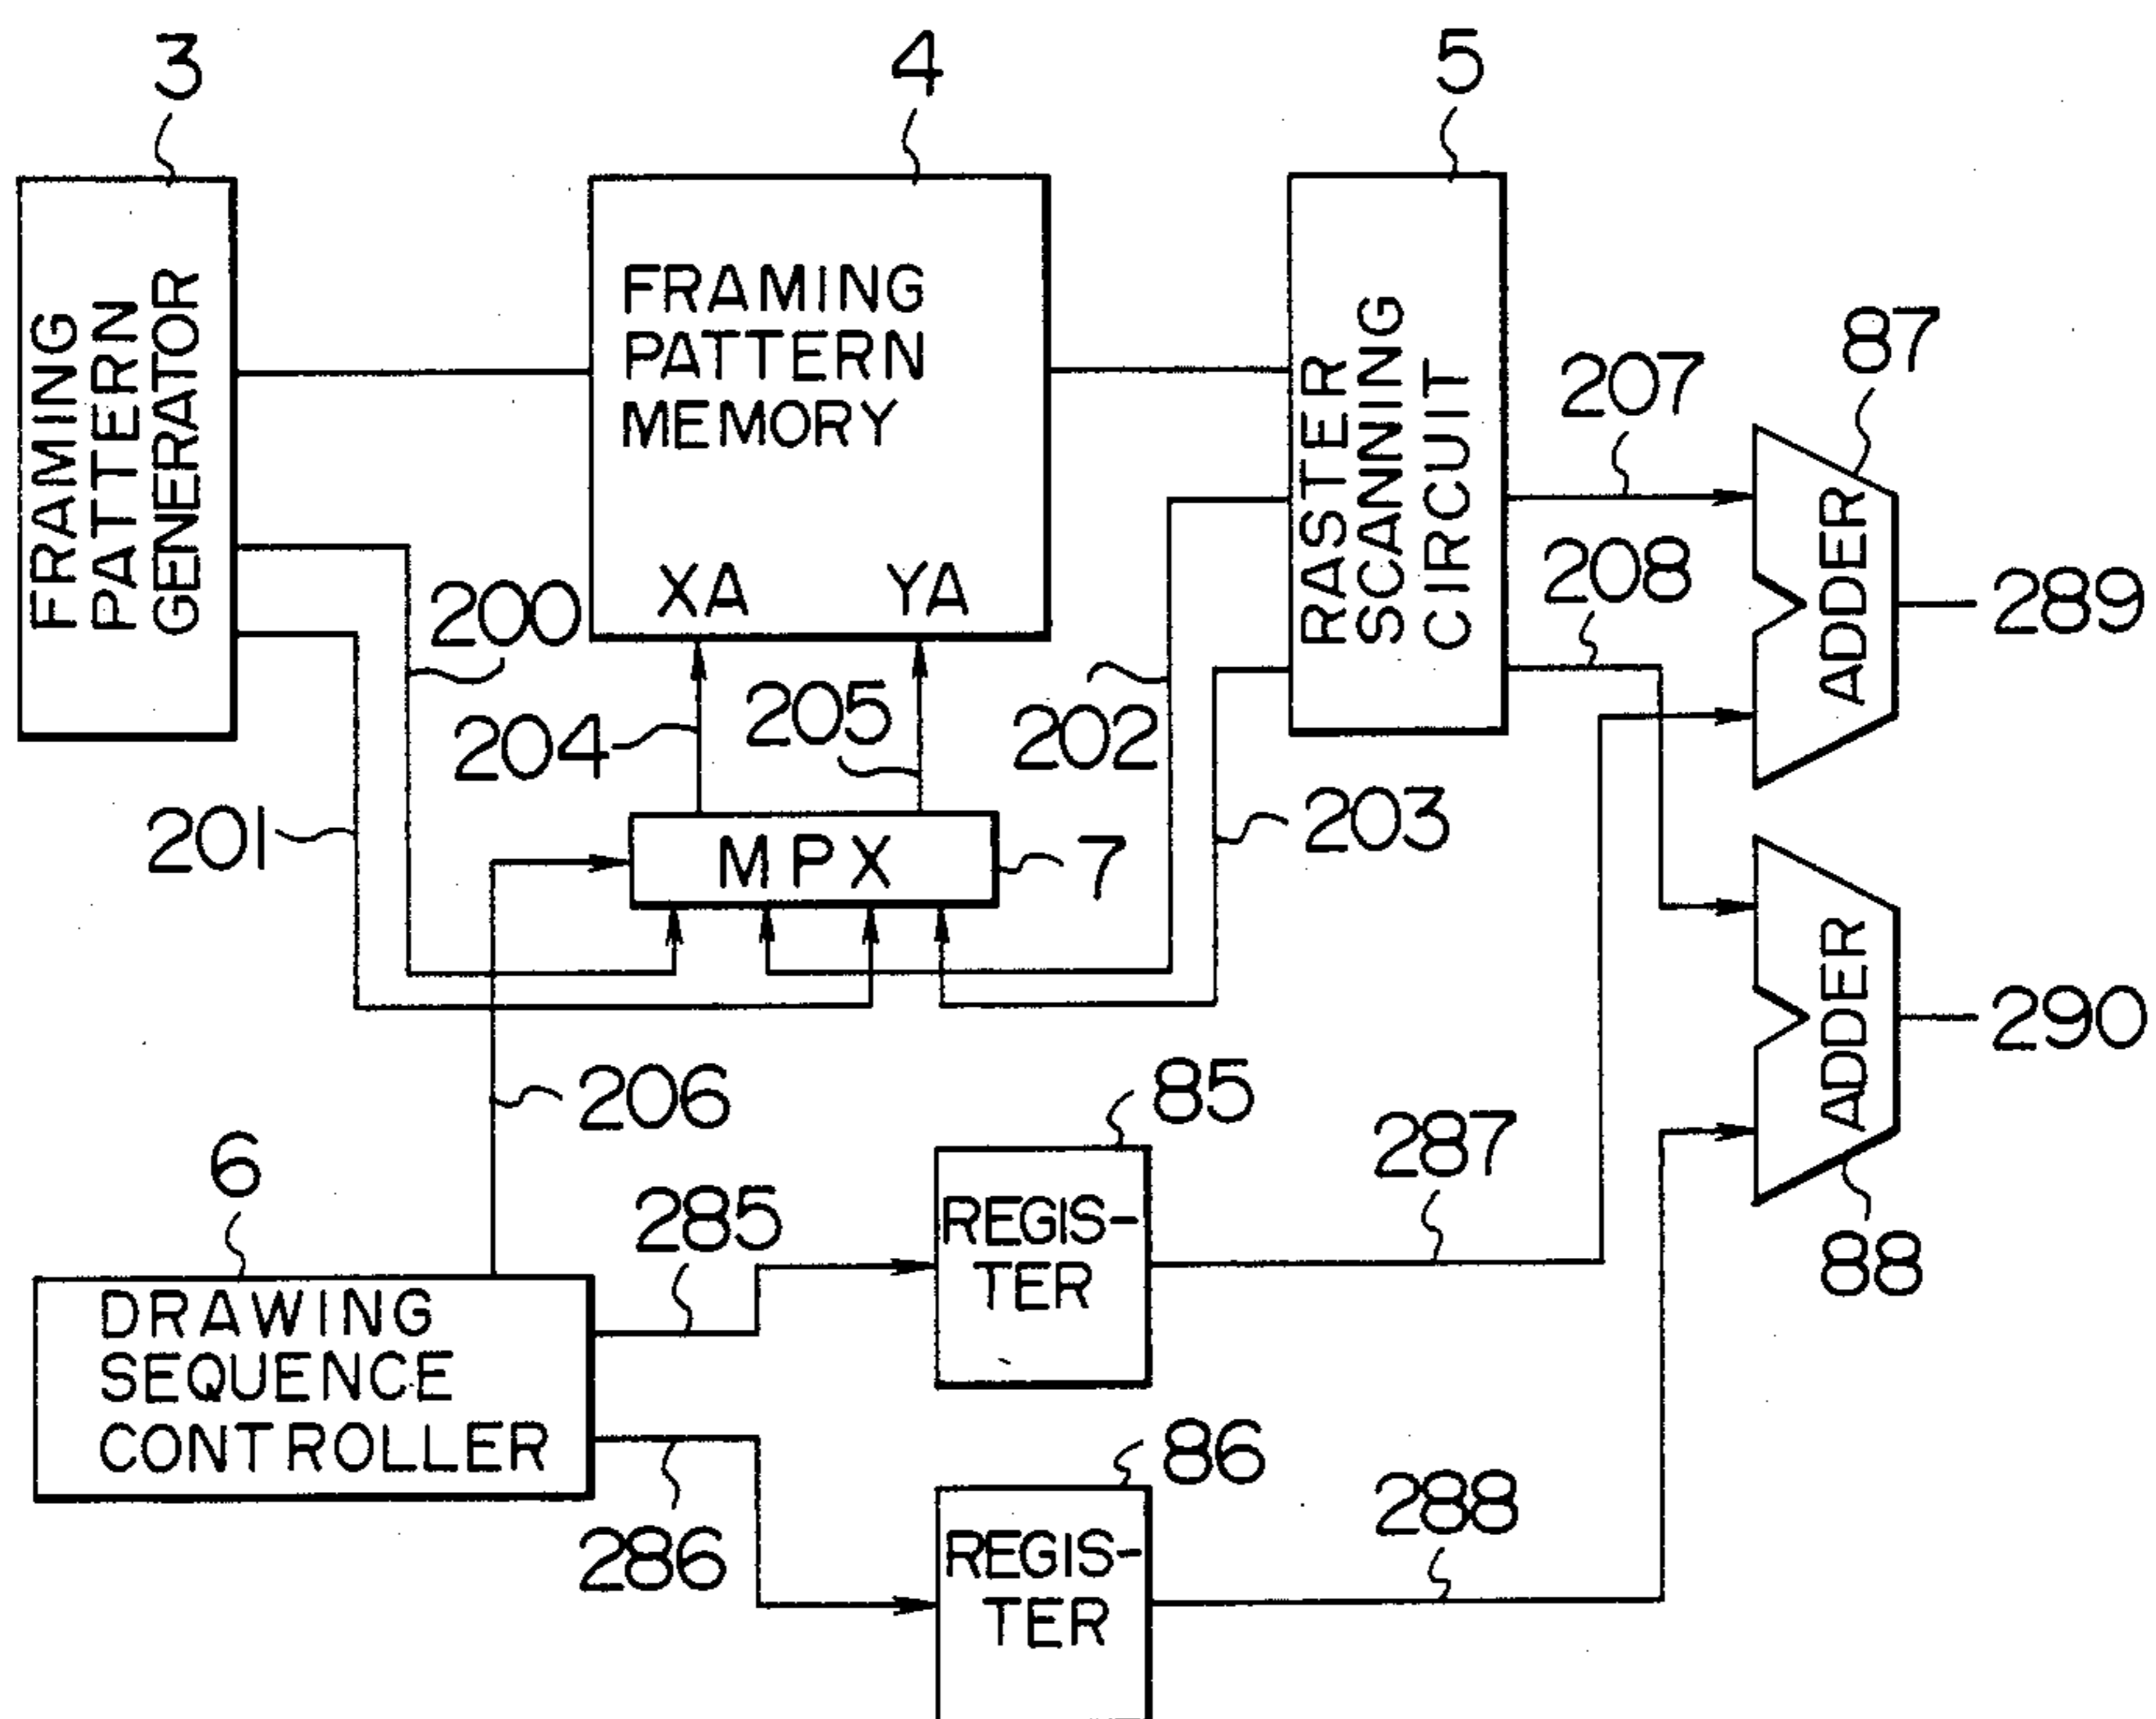 3
4
5
FRAMING
PATTERN
GENERATOR
FRAMING
PATTERN
MEMORY
XA YA
RASTER
SCANNING
CIRCUIT
207
87
ADDER
289
208
200
204
205
202
203
201
MPX
7
ADDER
290
88
206
6
DRAWING
SEQUENCE
CONTROLLER
285
286
85
REGIS-
TER
287
86
REGIS-
TER
288